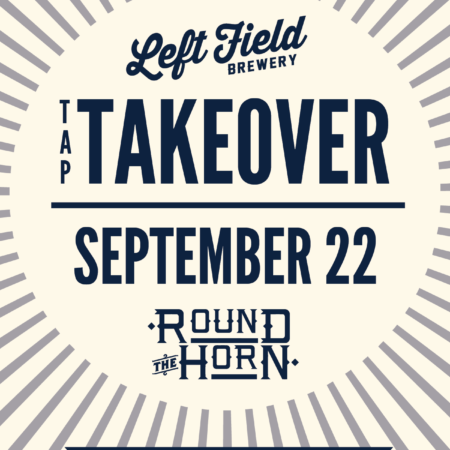 Left Field
BREWERY
TAP
TAKEOVER
SEPTEMBER 22
ROUND
THE HORN